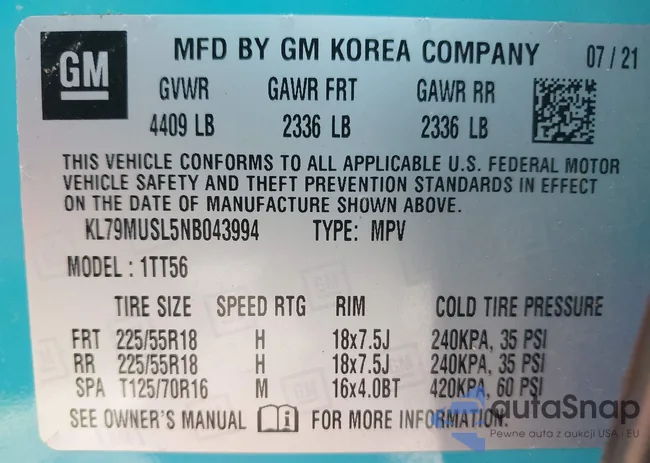 GM
MFD BY GM KOREA COMPANY 07 / 21
GVWR GAWR FRT GAWR RR
4409 LB 2336 LB 2336 LB
THIS VEHICLE CONFORMS TO ALL APPLICABLE U.S. FEDERAL MOTOR
VEHICLE SAFETY AND THEFT PREVENTION STANDARDS IN EFFECT
ON THE DATE OF MANUFACTURE SHOWN ABOVE.
KL79MUSL5NB043994 TYPE: MPV
MODEL : 1TT56
TIRE SIZE SPEED RTG RIM COLD TIRE PRESSURE
FRT 225/55R18 H 18x7.5J 240KPA, 35 PSI
RR 225/55R18 H 18x7.5J 240KPA, 35 PSI
SPA T125/70R16 M 16x4.0BT 420KPA, 60 PSI
SEE OWNER'S MANUAL FOR MORE INFORMATION.
autaSnap
Pewne auta z aukcji USA - EU